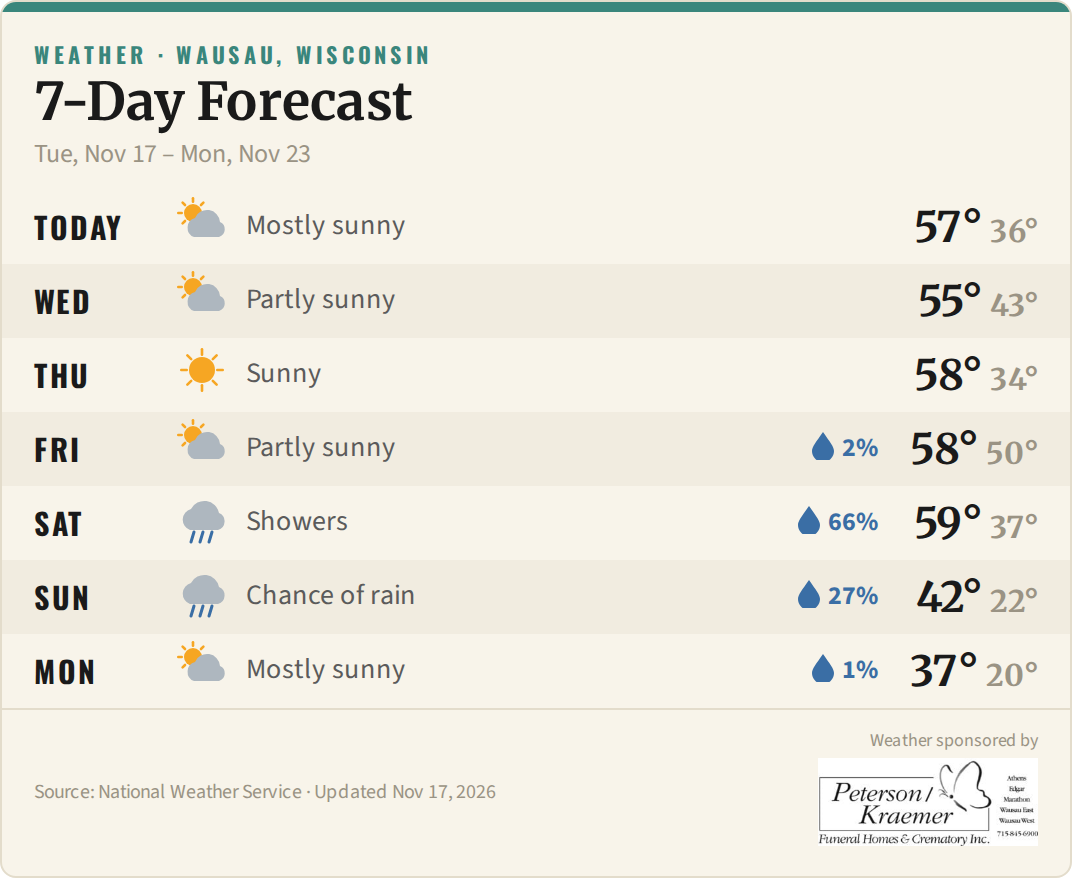 WEATHER · WAUSAU, WISCONSIN
7-Day Forecast
Tue, Nov 17 – Mon, Nov 23
TODAY Mostly sunny 57° 36°
WED Partly sunny 55° 43°
THU Sunny 58° 34°
FRI Partly sunny 2% 58° 50°
SAT Showers 66% 59° 37°
SUN Chance of rain 27% 42° 22°
MON Mostly sunny 1% 37° 20°
Source: National Weather Service · Updated Nov 17, 2026
Weather sponsored by
Peterson/
Kraemer
Funeral Homes & Crematory Inc.
Athens
Edgar
Marathon
Wausau East
Wausau West
715-845-6900